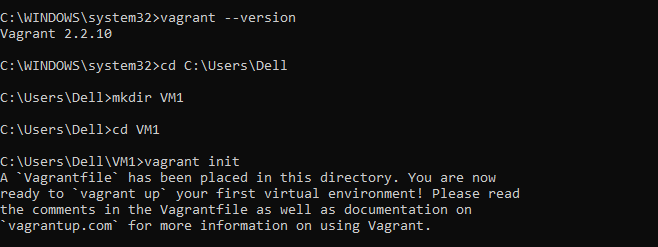 C:\WINDOWS\system32>vagrant --version
Vagrant 2.2.10
C:\WINDOWS\system32>cd C:\Users\Dell
C:\Users\Dell>mkdir VM1
C:\Users\Dell>cd VM1
C:\Users\Dell\VM1>vagrant init
A `Vagrantfile` has been placed in this directory. You are now
ready to `vagrant up` your first virtual environment! Please read
the comments in the Vagrantfile as well as documentation on
`vagrantup.com` for more information on using Vagrant.